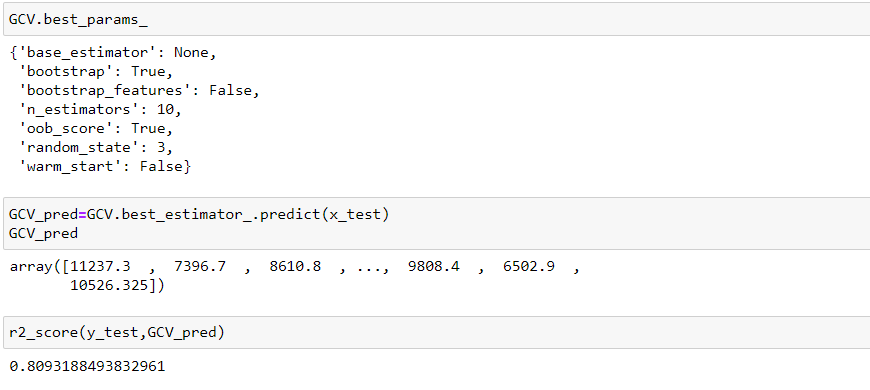 GCV.best_params_
{'base_estimator': None,
 'bootstrap': True,
 'bootstrap_features': False,
 'n_estimators': 10,
 'oob_score': True,
 'random_state': 3,
 'warm_start': False}
GCV_pred=GCV.best_estimator_.predict(x_test)
GCV_pred
array([11237.3  ,  7396.7  ,  8610.8  , ...,  9808.4  ,  6502.9  ,
       10526.325])
r2_score(y_test,GCV_pred)
0.8093188493832961